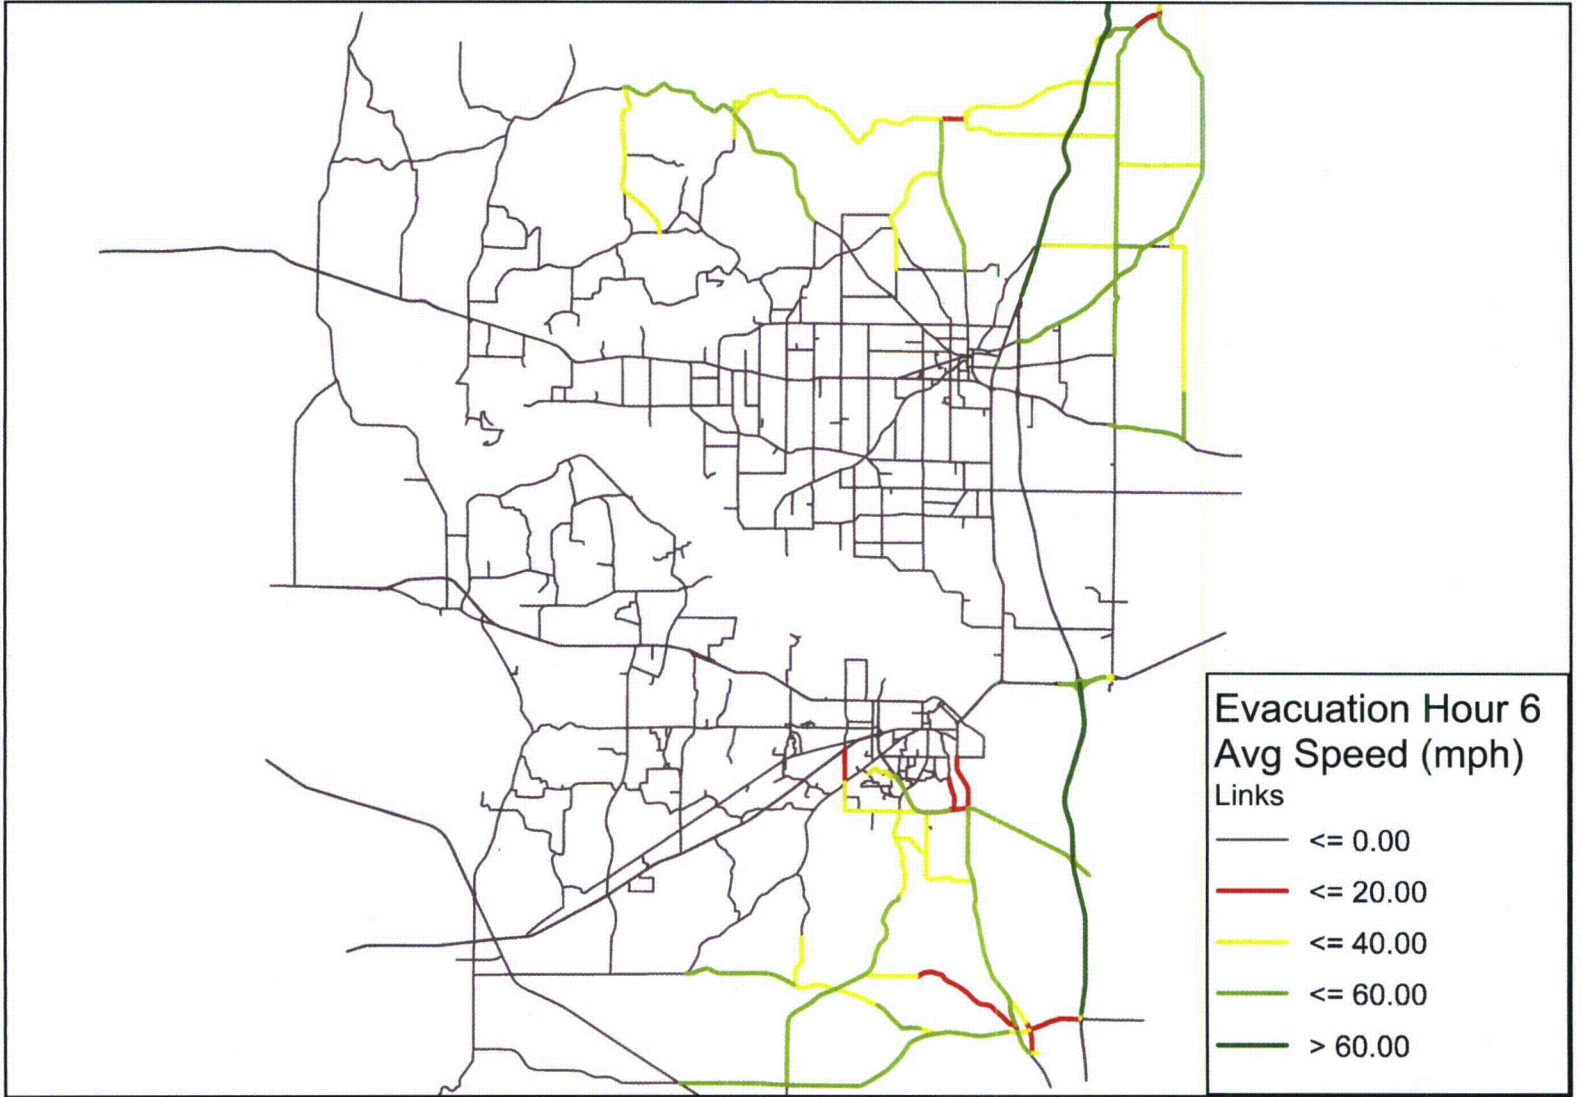 Evacuation Hour 6
Avg Speed (mph)
Links
<= 0.00
<= 20.00
<= 40.00
<= 60.00
> 60.00